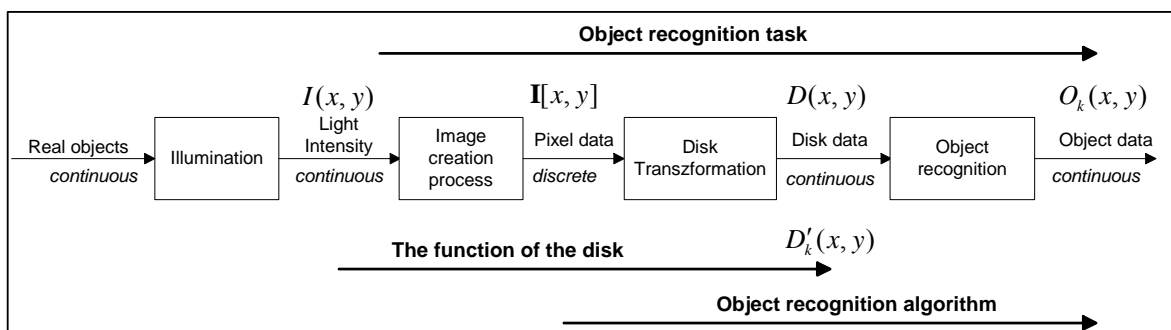 Object recognition task
I(x, y)
I[x, y]
D(x, y)
O_k(x, y)
Real objects
continuous
Illumination
Light
Intensity
continuous
Image
creation
process
Pixel data
discrete
Disk
Transzformation
Disk data
continuous
Object
recognition
Object data
continuous
The function of the disk
D′_k(x, y)
Object recognition algorithm